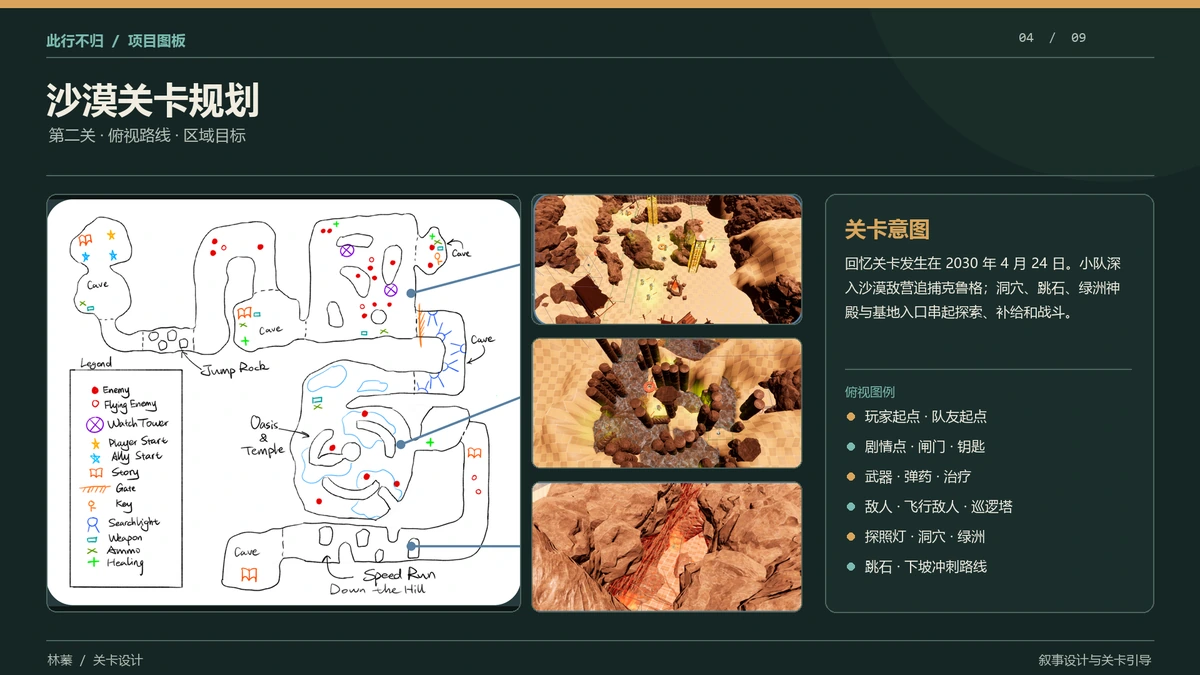 此行不归 / 项目图板
04 / 09
沙漠关卡规划
第二关 · 俯视路线 · 区域目标
Cave
Cave
Cave
Cave
Jump Rock
Legend
Enemy
Flying Enemy
Watch Tower
Player Start
Ally Start
Story
Gate
Key
Searchlight
Weapon
Ammo
Healing
Oasis
&
Temple
Cave
Speed Run
Down the Hill
关卡意图
回忆关卡发生在 2030 年 4 月 24 日。小队深
入沙漠敌营追捕克鲁格；洞穴、跳石、绿洲神
殿与基地入口串起探索、补给和战斗。
俯视图例
玩家起点 · 队友起点
剧情点 · 闸门 · 钥匙
武器 · 弹药 · 治疗
敌人 · 飞行敌人 · 巡逻塔
探照灯 · 洞穴 · 绿洲
跳石 · 下坡冲刺路线
林蓁 / 关卡设计
叙事设计与关卡引导